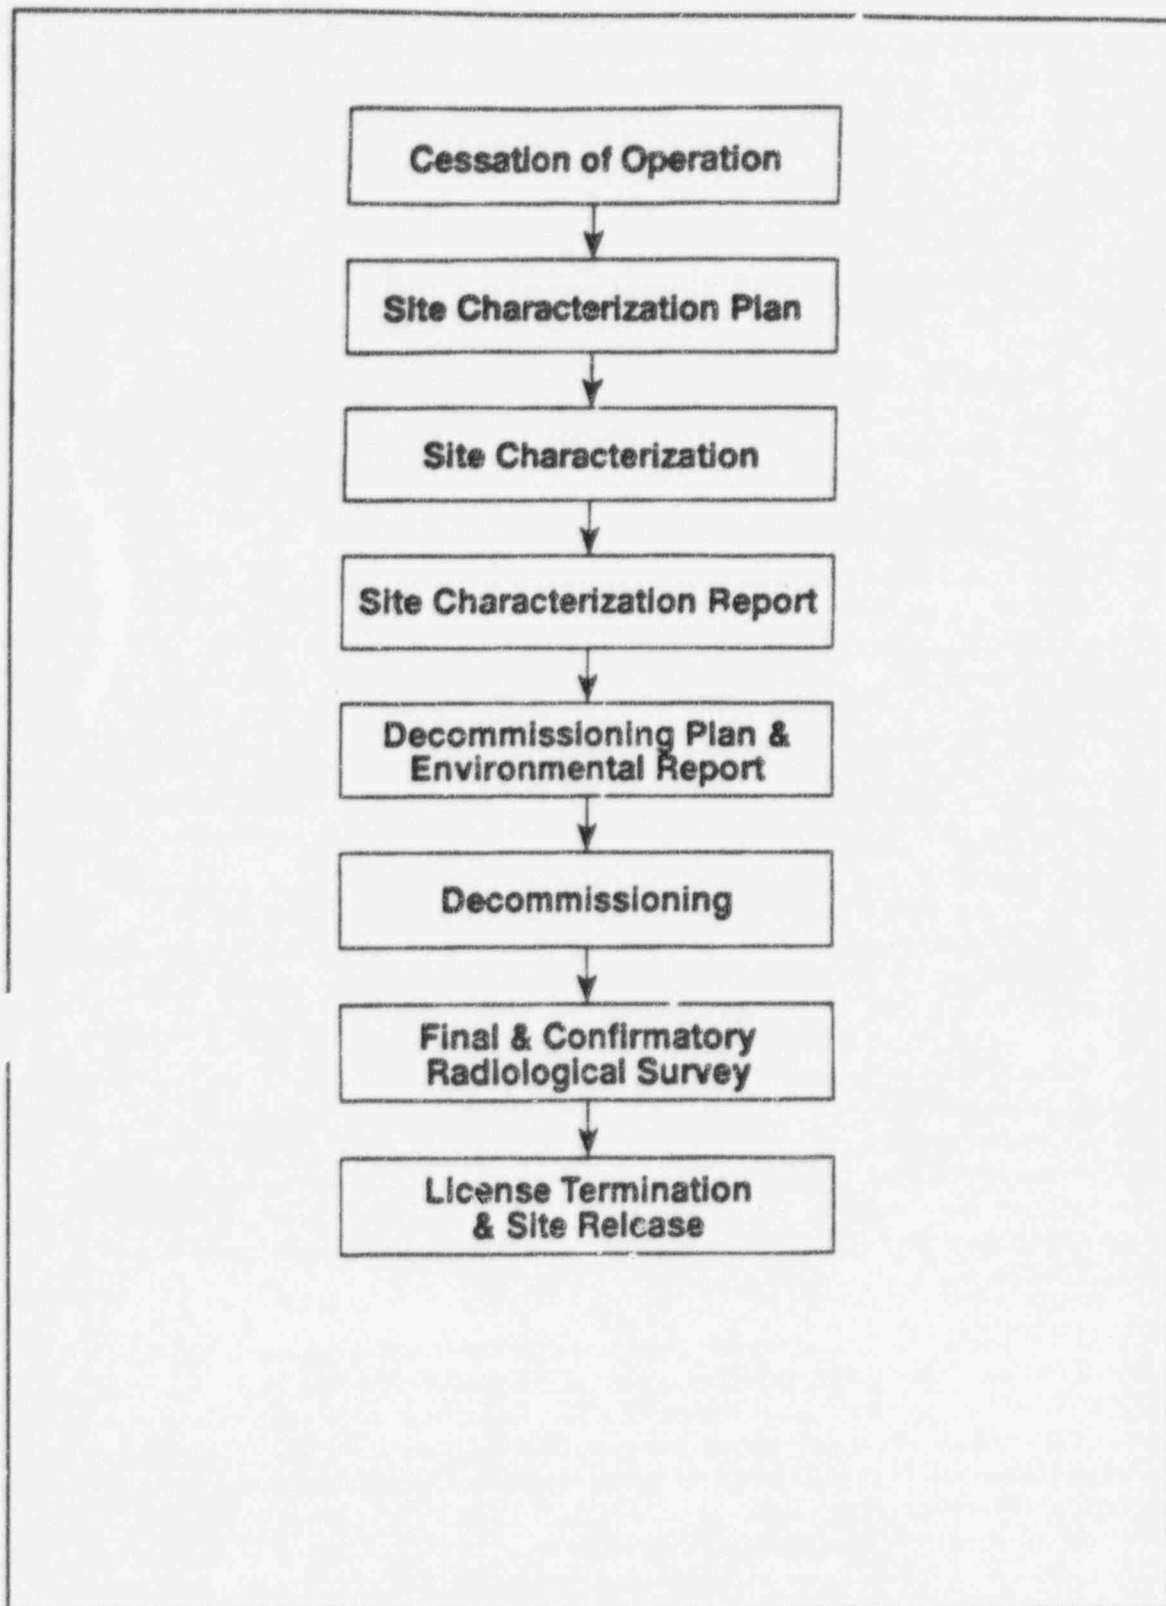 Cessation of Operation
Site Characterization Plan
Site Characterization
Site Characterization Report
Decommissioning Plan &
Environmental Report
Decommissioning
Final & Confirmatory
Radiological Survey
License Termination
& Site Release